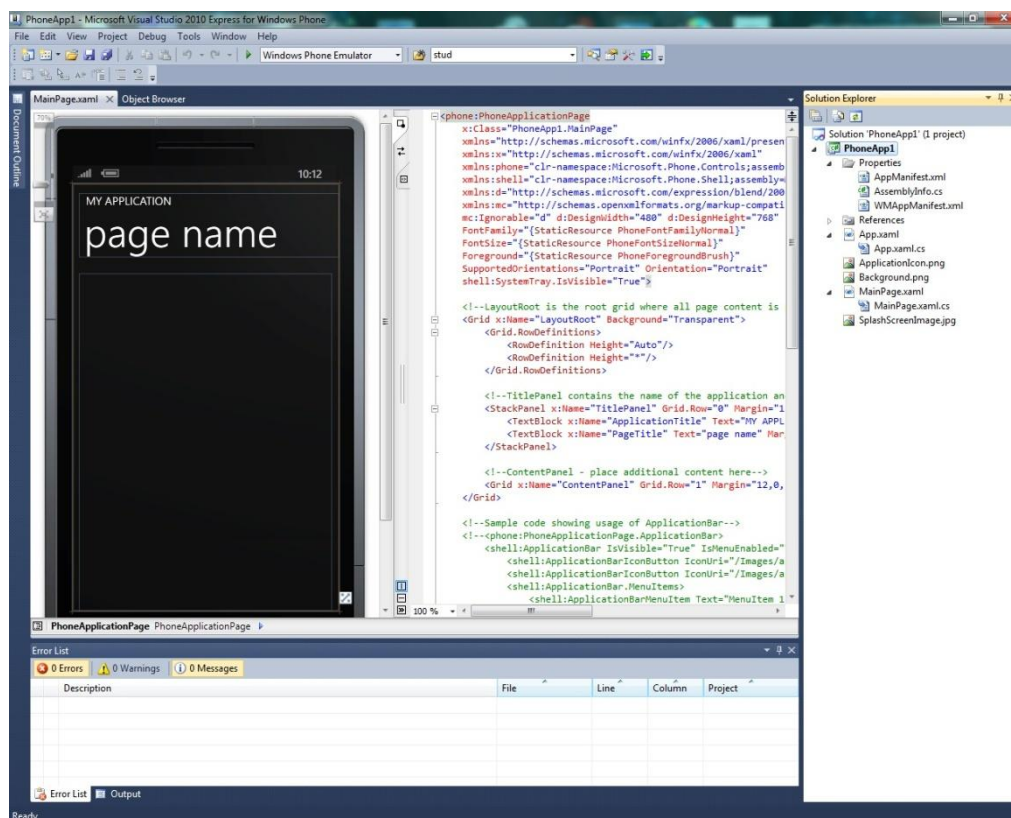 PhoneApp1 - Microsoft Visual Studio 2010 Express for Windows Phone
File Edit View Project Debug Tools Window Help
Windows Phone Emulator stud
Document Outline
MainPage.xaml Object Browser
70%
10:12
MY APPLICATION
page name
<phone:PhoneApplicationPage
x:Class="PhoneApp1.MainPage"
xmlns="http://schemas.microsoft.com/winfx/2006/xaml/presen
xmlns:x="http://schemas.microsoft.com/winfx/2006/xaml"
xmlns:phone="clr-namespace:Microsoft.Phone.Controls;assemb
xmlns:shell="clr-namespace:Microsoft.Phone.Shell;assembly=
xmlns:d="http://schemas.microsoft.com/expression/blend/200
xmlns:mc="http://schemas.openxmlformats.org/markup-compati
mc:Ignorable="d" d:DesignWidth="480" d:DesignHeight="768"
FontFamily="{StaticResource PhoneFontFamilyNormal}"
FontSize="{StaticResource PhoneFontSizeNormal}"
Foreground="{StaticResource PhoneForegroundBrush}"
SupportedOrientations="Portrait" Orientation="Portrait"
shell:SystemTray.IsVisible="True">
<!--LayoutRoot is the root grid where all page content is
<Grid x:Name="LayoutRoot" Background="Transparent">
<Grid.RowDefinitions>
<RowDefinition Height="Auto"/>
<RowDefinition Height="*"/>
</Grid.RowDefinitions>
<!--TitlePanel contains the name of the application an
<StackPanel x:Name="TitlePanel" Grid.Row="0" Margin="1
<TextBlock x:Name="ApplicationTitle" Text="MY APPL
<TextBlock x:Name="PageTitle" Text="page name" Mar
</StackPanel>
<!--ContentPanel - place additional content here-->
<Grid x:Name="ContentPanel" Grid.Row="1" Margin="12,0,
</Grid>
<!--Sample code showing usage of ApplicationBar-->
<!--<phone:PhoneApplicationPage.ApplicationBar>
<shell:ApplicationBar IsVisible="True" IsMenuEnabled="
<shell:ApplicationBarIconButton IconUri="/Images/a
<shell:ApplicationBarIconButton IconUri="/Images/a
<shell:ApplicationBar.MenuItems>
<shell:ApplicationBarMenuItem Text="MenuItem 1
100 %
PhoneApplicationPage PhoneApplicationPage
Solution Explorer
Solution 'PhoneApp1' (1 project)
PhoneApp1
Properties
AppManifest.xml
AssemblyInfo.cs
WMAppManifest.xml
References
App.xaml
App.xaml.cs
ApplicationIcon.png
Background.png
MainPage.xaml
MainPage.xaml.cs
SplashScreenImage.jpg
Error List
0 Errors 0 Warnings 0 Messages
Description File Line Column Project
Error List Output
Ready